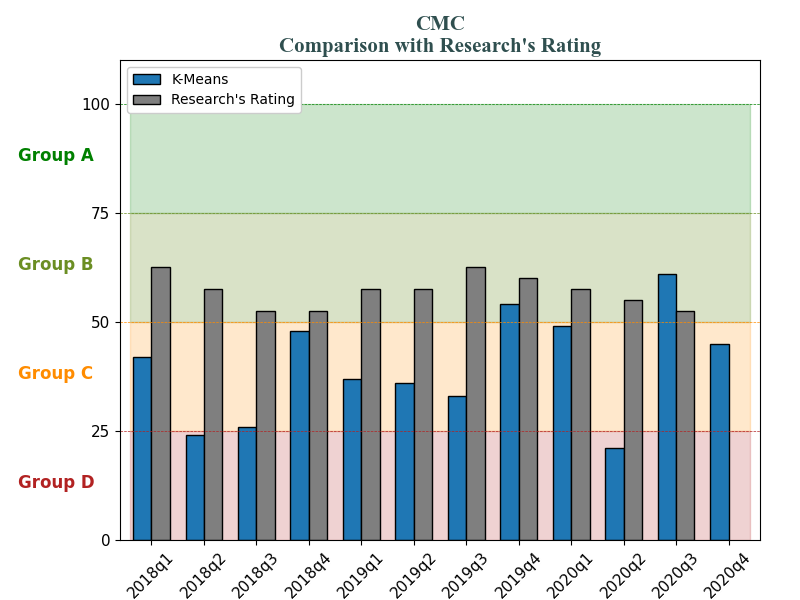 CMC
Comparison with Research's Rating
K-Means
Research's Rating
100
Group A
75
Group B
50
Group C
25
Group D
0
2018q1 2018q2 2018q3 2018q4 2019q1 2019q2 2019q3 2019q4 2020q1 2020q2 2020q3 2020q4